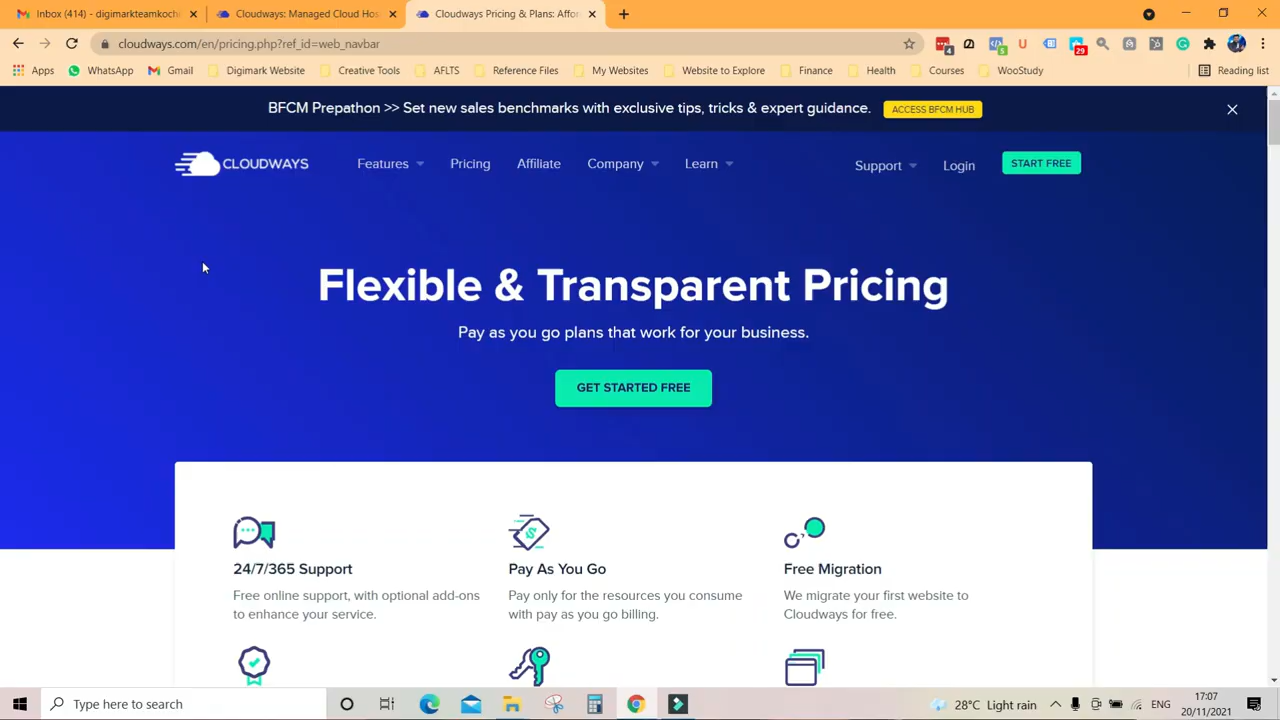 Inbox (414) - digimarkteamkochi
Cloudways: Managed Cloud Hos
Cloudways Pricing & Plans: Affor
cloudways.com/en/pricing.php?ref_id=web_navbar
4
5
29
Apps
WhatsApp
Gmail
Digimark Website
Creative Tools
AFLTS
Reference Files
My Websites
Website to Explore
Finance
Health
Courses
WooStudy
Reading list
BFCM Prepathon >> Set new sales benchmarks with exclusive tips, tricks & expert guidance.
ACCESS BFCM HUB
CLOUDWAYS
Features
Pricing
Affiliate
Company
Learn
Support
Login
START FREE
Flexible & Transparent Pricing
Pay as you go plans that work for your business.
GET STARTED FREE
24/7/365 Support
Free online support, with optional add-ons
to enhance your service.
Pay As You Go
Pay only for the resources you consume
with pay as you go billing.
Free Migration
We migrate your first website to
Cloudways for free.
Type here to search
28°C Light rain
ENG
17:07
20/11/2021